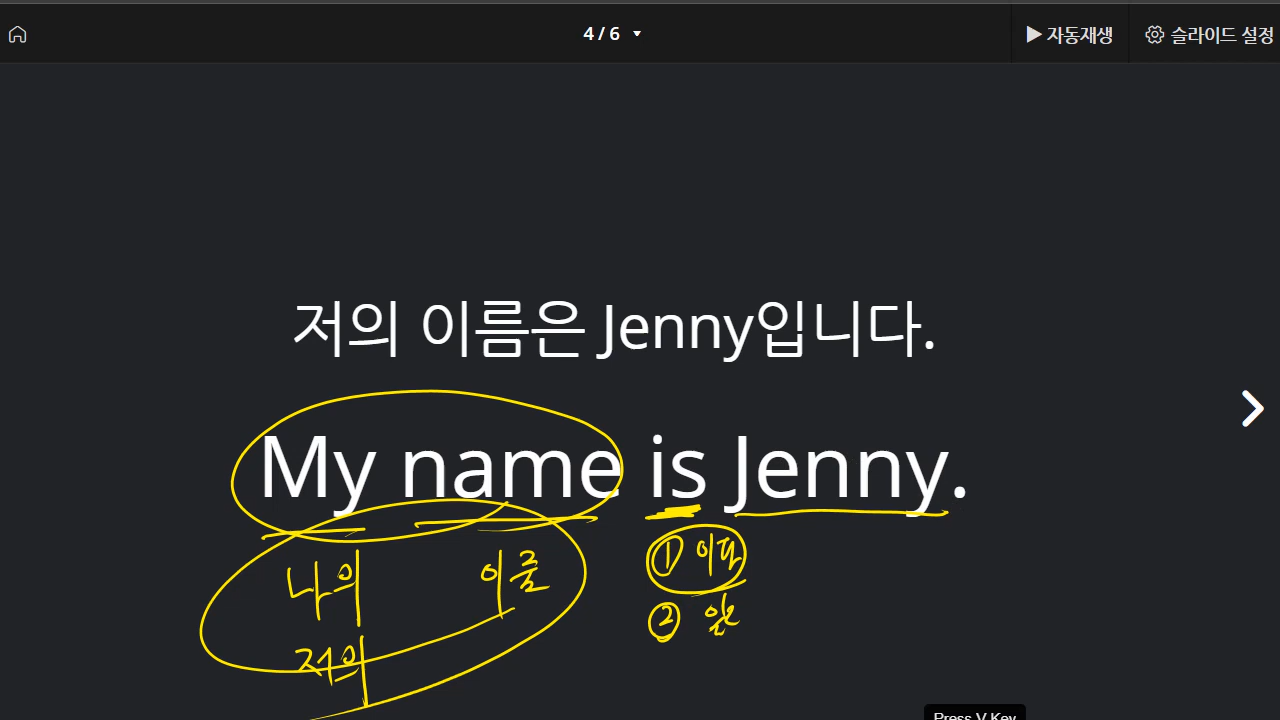 4 / 6
자동재생
슬라이드 설정
저의 이름은 Jenny입니다.
My name is Jenny.
나의 이름
① 이다
②
저의
Press V Key